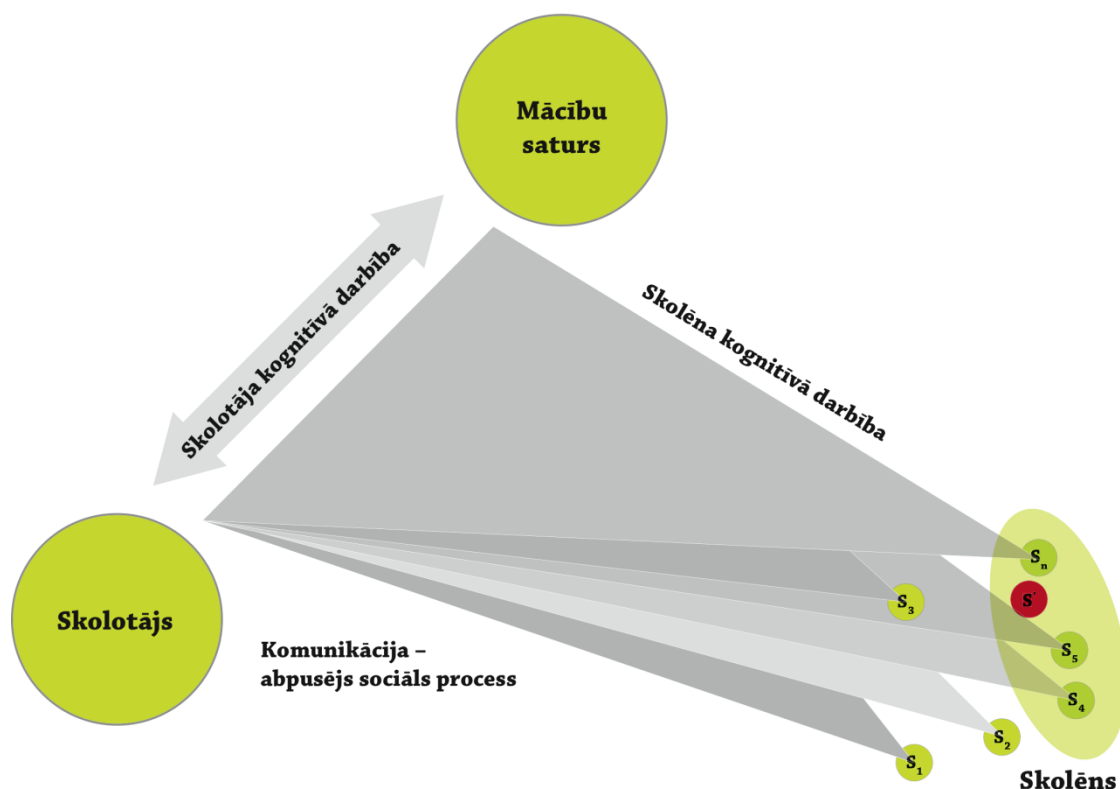 Mācību
saturs
Skolotāja kognitīvā darbība
Skolēna kognitīvā darbība
Skolotājs
Komunikācija –
abpusējs sociāls process
Sₙ
S'
S₃
S₅
S₄
S₂
S₁
Skolēns